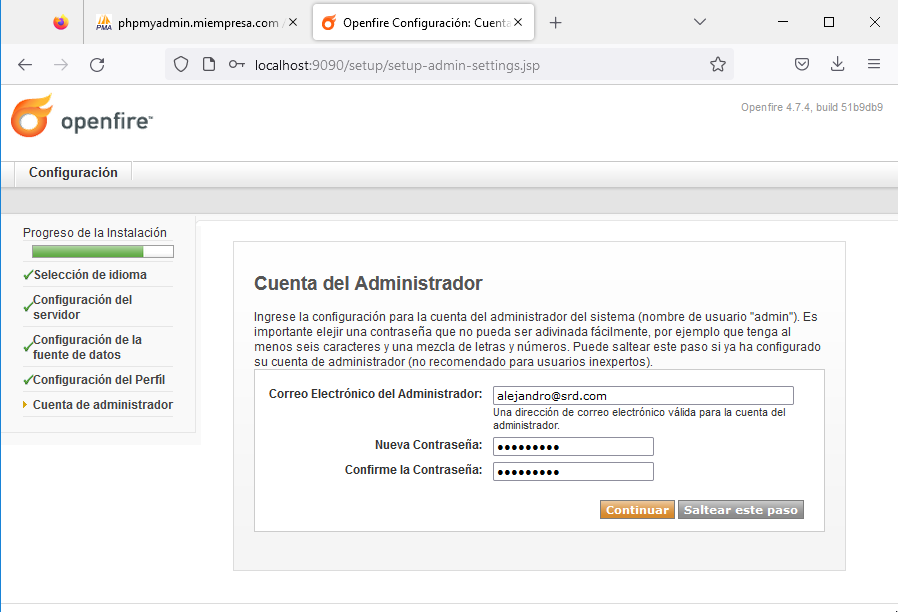 phpmyadmin.miempresa.com /
Openfire Configuración: Cuenta
localhost:9090/setup/setup-admin-settings.jsp
openfire™
Openfire 4.7.4, build 51b9db9
Configuración
Progreso de la Instalación
Selección de idioma
Configuración del
servidor
Configuración de la
fuente de datos
Configuración del Perfil
Cuenta de administrador
Cuenta del Administrador
Ingrese la configuración para la cuenta del administrador del sistema (nombre de usuario "admin"). Es
importante elejir una contraseña que no pueda ser adivinada fácilmente, por ejemplo que tenga al
menos seis caracteres y una mezcla de letras y números. Puede saltear este paso si ya ha configurado
su cuenta de administrador (no recomendado para usuarios inexpertos).
Correo Electrónico del Administrador: alejandro@srd.com
Una dirección de correo electrónico válida para la cuenta del
administrador.
Nueva Contraseña: •••••••••
Confirme la Contraseña: •••••••••
Continuar Saltear este paso